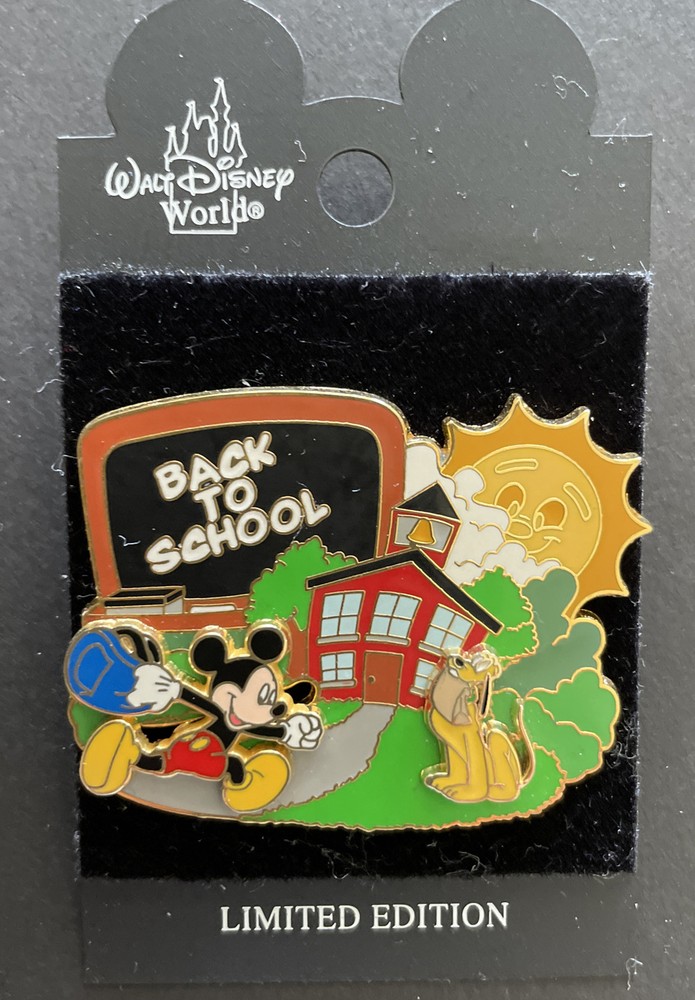 WALT DISNEY
World®
BACK
TO
SCHOOL
LIMITED EDITION